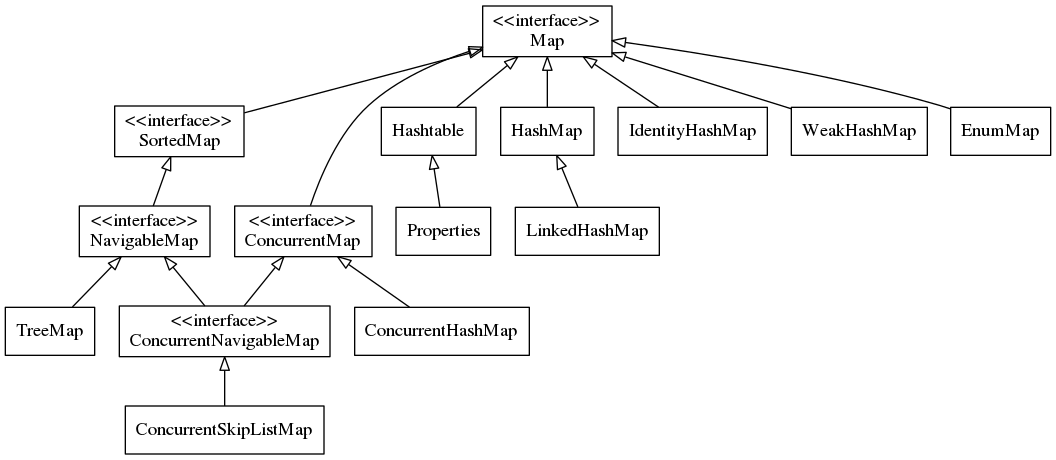 <<interface>>
Map
<<interface>>
SortedMap
Hashtable
HashMap
IdentityHashMap
WeakHashMap
EnumMap
<<interface>>
NavigableMap
<<interface>>
ConcurrentMap
Properties
LinkedHashMap
TreeMap
<<interface>>
ConcurrentNavigableMap
ConcurrentHashMap
ConcurrentSkipListMap